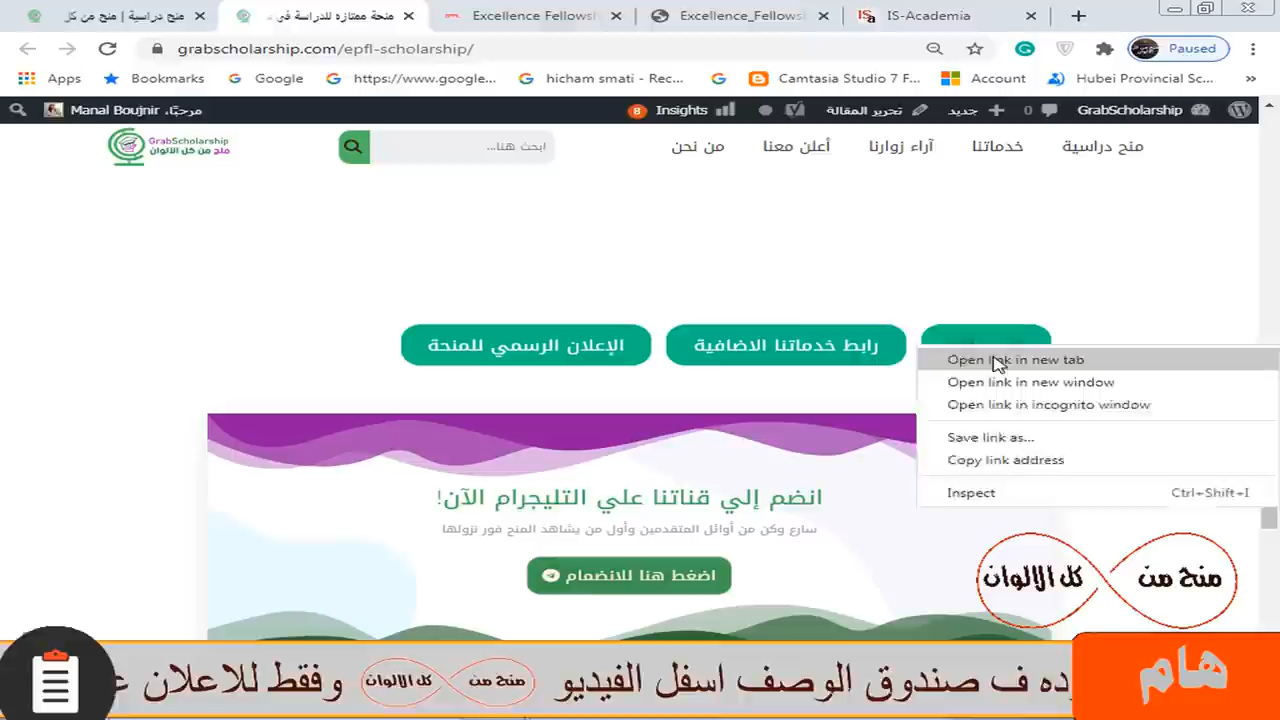 منح دراسية | منح من كل
منحة ممتازه للدراسة في
Excellence Fellowshi
Excellence_Fellows
IS-Academia
grabscholarship.com/epfl-scholarship/
Paused
Apps
Bookmarks
Google
https://www.google...
hicham smati - Rec...
Camtasia Studio 7 F...
Account
Hubei Provincial Sc...
»
مرحبًا، Manal Boujnir
8 Insights
تحرير المقالة
جديد
0
GrabScholarship
GrabScholarship
منح من كل الألوان
ابحث هنا...
منح دراسية
خدماتنا
آراء زوارنا
أعلن معنا
من نحن
رابط خدماتنا الاضافية
الإعلان الرسمي للمنحة
Open link in new tab
Open link in new window
Open link in incognito window
Save link as...
Copy link address
Inspect Ctrl+Shift+I
انضم إلي قناتنا علي التليجرام الآن!
سارع وكن من أوائل المتقدمين وأول من يشاهد المنح فور نزولها
اضغط هنا للانضمام
منح من كل الالوان
هام
ف صندوق الوصف اسفل الفيديو منح من كل الالوان وفقط للاعلان